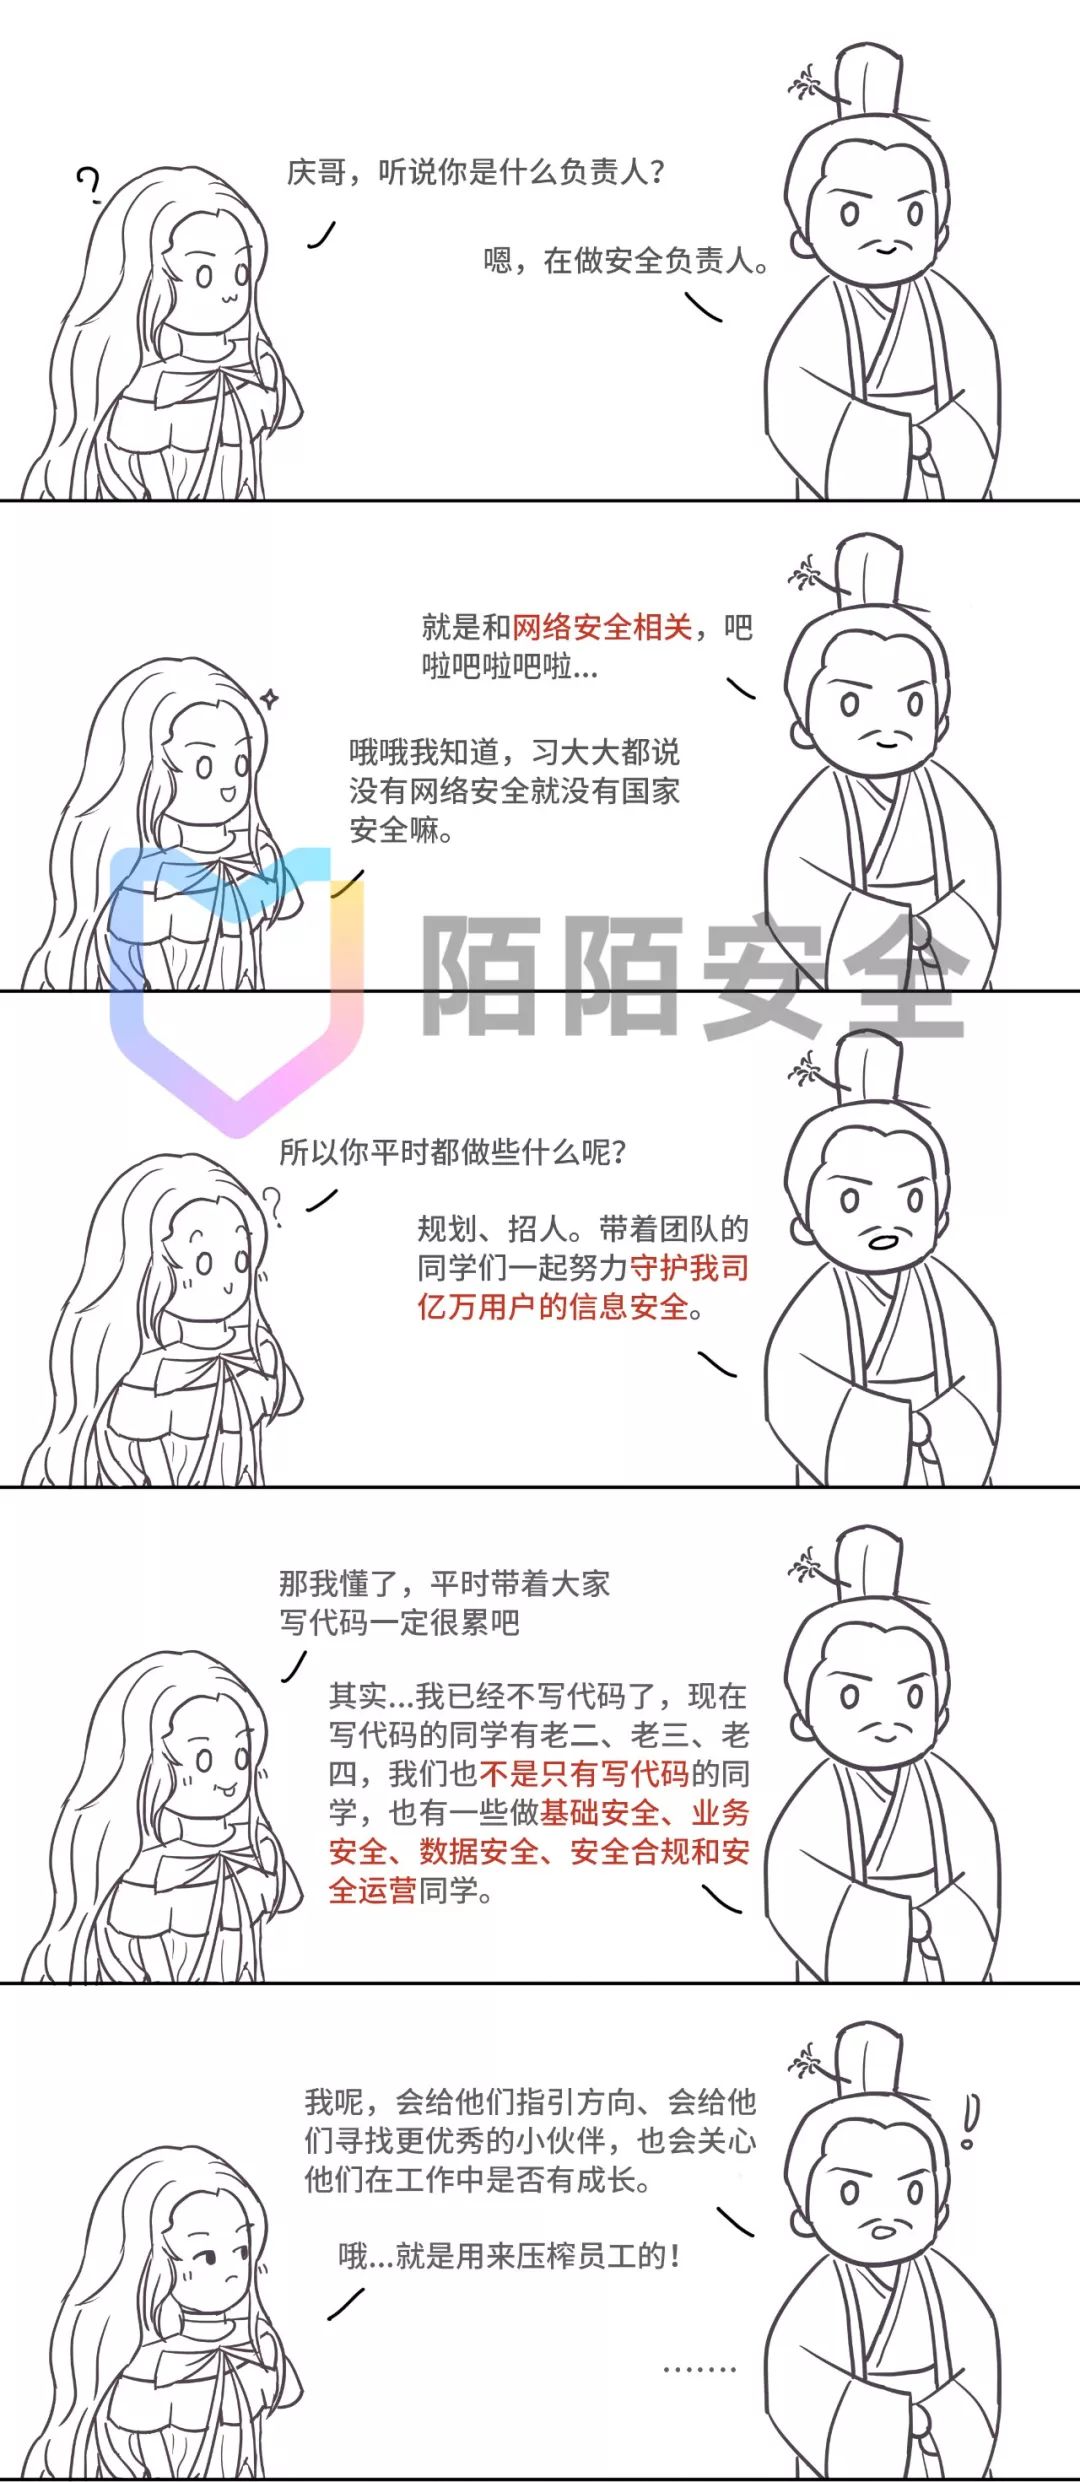 庆哥，听说你是什么负责人？
嗯，在做安全负责人。
就是和网络安全相关，吧
啦吧啦吧啦...
哦哦我知道，习大大都说
没有网络安全就没有国家
安全嘛。
陌陌安全
所以你平时都做些什么呢？
规划、招人。带着团队的
同学们一起努力守护我司
亿万用户的信息安全。
那我懂了，平时带着大家
写代码一定很累吧
其实...我已经不写代码了，现在
写代码的同学有老二、老三、老
四，我们也不是只有写代码的同
学，也有一些做基础安全、业务
安全、数据安全、安全合规和安
全运营同学。
我呢，会给他们指引方向、会给他
们寻找更优秀的小伙伴，也会关心
他们在工作中是否有成长。
哦...就是用来压榨员工的！
.......